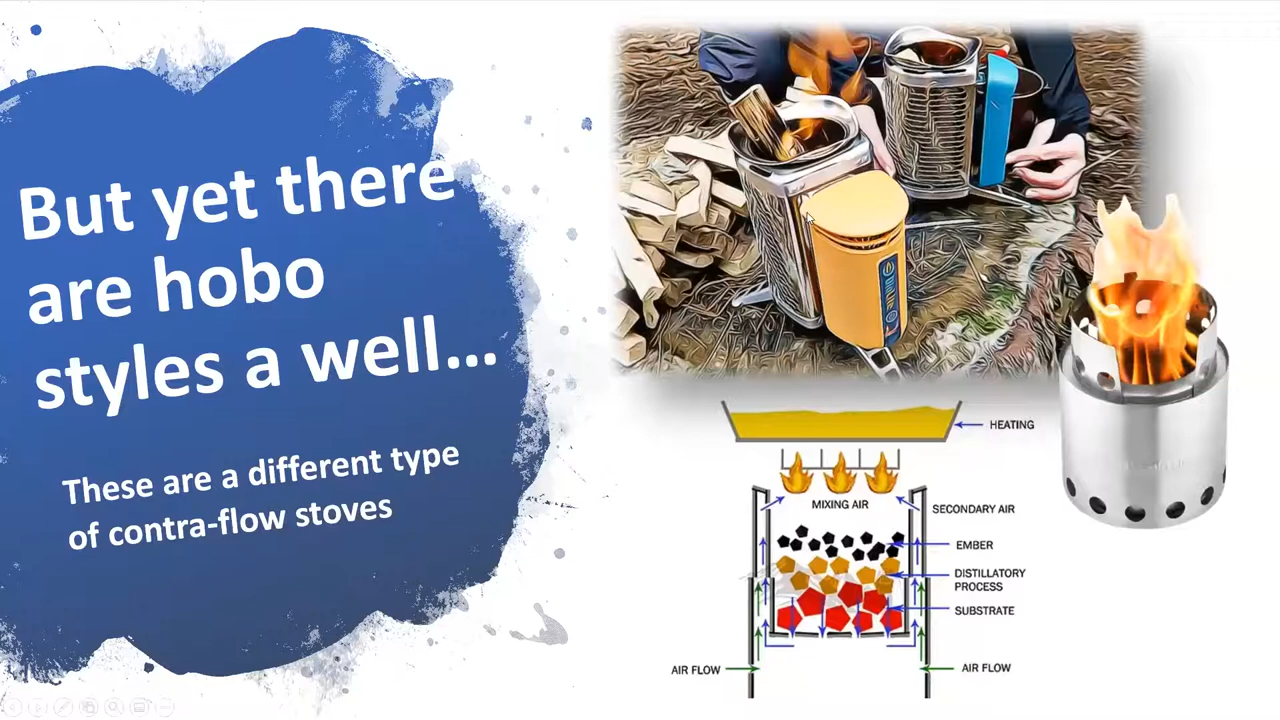 But yet there
are hobo
styles a well...
These are a different type
of contra-flow stoves
HEATING
MIXING AIR
SECONDARY AIR
EMBER
DISTILLATORY
PROCESS
SUBSTRATE
AIR FLOW
AIR FLOW